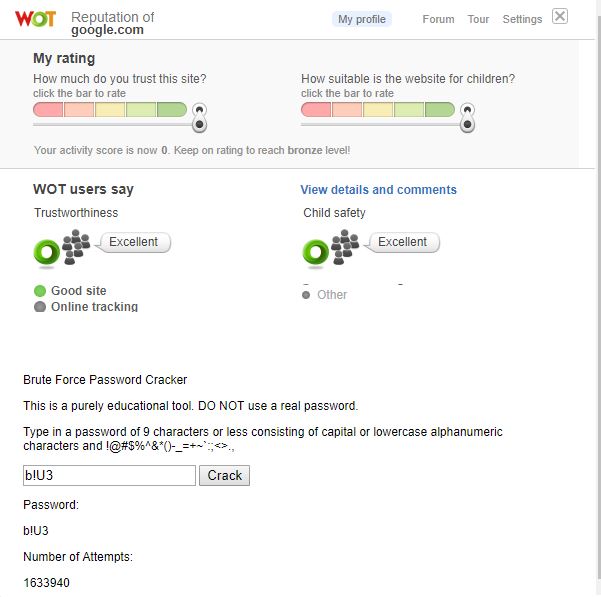 WOT Reputation of
google.com
My profile Forum Tour Settings
My rating
How much do you trust this site? How suitable is the website for children?
click the bar to rate click the bar to rate
Your activity score is now 0. Keep on rating to reach bronze level!
WOT users say View details and comments
Trustworthiness Child safety
Excellent Excellent
Good site
Other
Online tracking
Brute Force Password Cracker
This is a purely educational tool. DO NOT use a real password.
Type in a password of 9 characters or less consisting of capital or lowercase alphanumeric
characters and !@#$%^&*()-_=+~`:;<>.,
b!U3 Crack
Password:
b!U3
Number of Attempts:
1633940